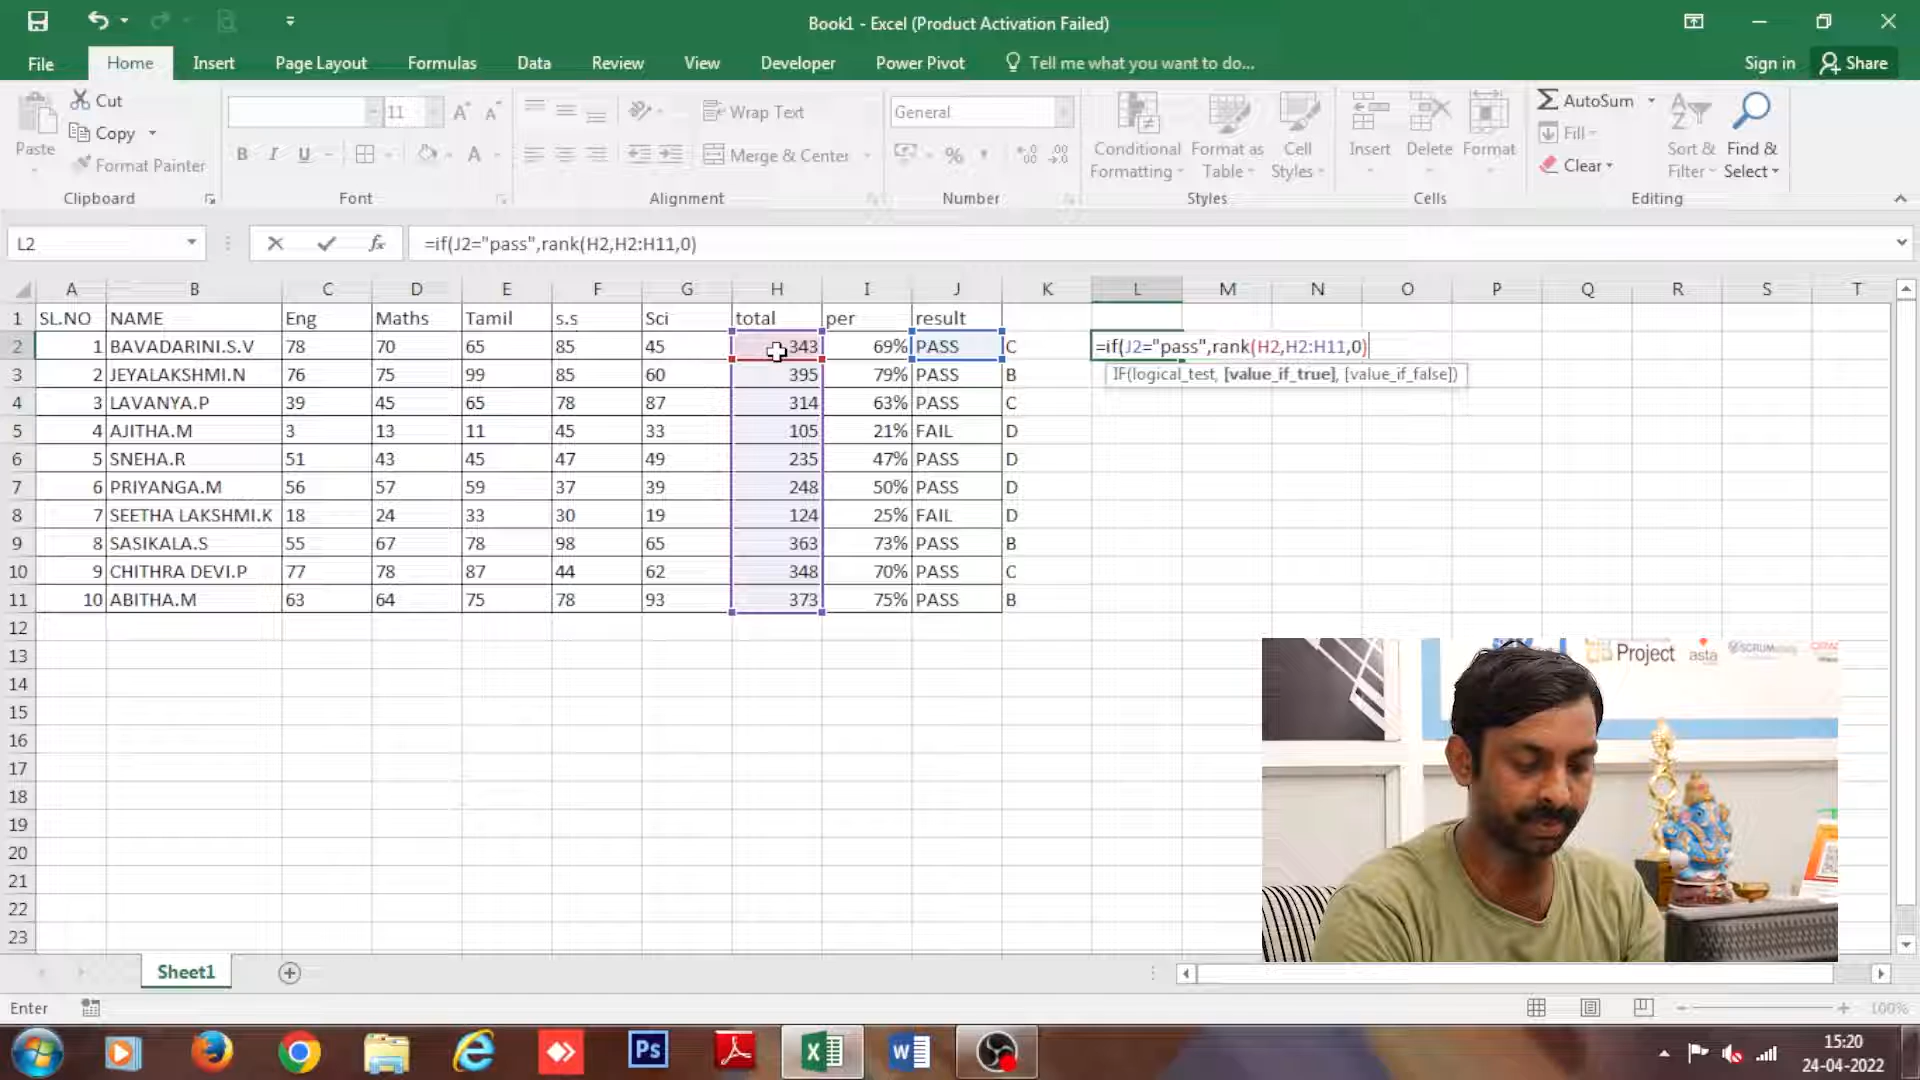 Book1 - Excel (Product Activation Failed)
File Home Insert Page Layout Formulas Data Review View Developer Power Pivot Tell me what you want to do... Sign in Share
Cut
Copy
Format Painter
Paste
Clipboard
11
B I U
Font
Wrap Text
Merge & Center
Alignment
General
%
Number
Conditional Formatting
Format as Table
Cell Styles
Styles
Insert Delete Format
Cells
AutoSum
Fill
Clear
Sort & Filter
Find & Select
Editing
L2 fx =if(J2="pass",rank(H2,H2:H11,0)
A B C D E F G H I J K L M N O P Q R S T
1 SL.NO NAME Eng Maths Tamil s.s Sci total per result
2 1 BAVADARINI.S.V 78 70 65 85 45 343 69% PASS C =if(J2="pass",rank(H2,H2:H11,0)
IF(logical_test, [value_if_true], [value_if_false])
3 2 JEYALAKSHMI.N 76 75 99 85 60 395 79% PASS B
4 3 LAVANYA.P 39 45 65 78 87 314 63% PASS C
5 4 AJITHA.M 3 13 11 45 33 105 21% FAIL D
6 5 SNEHA.R 51 43 45 47 49 235 47% PASS D
7 6 PRIYANGA.M 56 57 59 37 39 248 50% PASS D
8 7 SEETHA LAKSHMI.K 18 24 33 30 19 124 25% FAIL D
9 8 SASIKALA.S 55 67 78 98 65 363 73% PASS B
10 9 CHITHRA DEVI.P 77 78 87 44 62 348 70% PASS C
11 10 ABITHA.M 63 64 75 78 93 373 75% PASS B
12
13
14
15
16
17
18
19
20
21
22
23
Project asta SCRUM
Sheet1
Enter 100%
Ps
W
15:20
24-04-2022